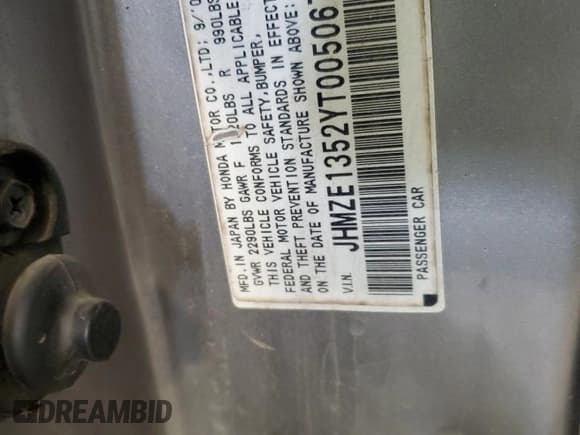 MFD. IN JAPAN BY HONDA MOTOR CO., LTD; 9/0
GVWR 2290LBS GAWR F 20LBS R 990LBS
THIS VEHICLE CONFORMS TO ALL APPLICABLE
FEDERAL MOTOR VEHICLE SAFETY, BUMPER,
AND THEFT PREVENTION STANDARDS IN EFFECT
ON THE DATE OF MANUFACTURE SHOWN ABOVE.
V.I.N. JHMZE1352YT00506
PASSENGER CAR
DREAMBID